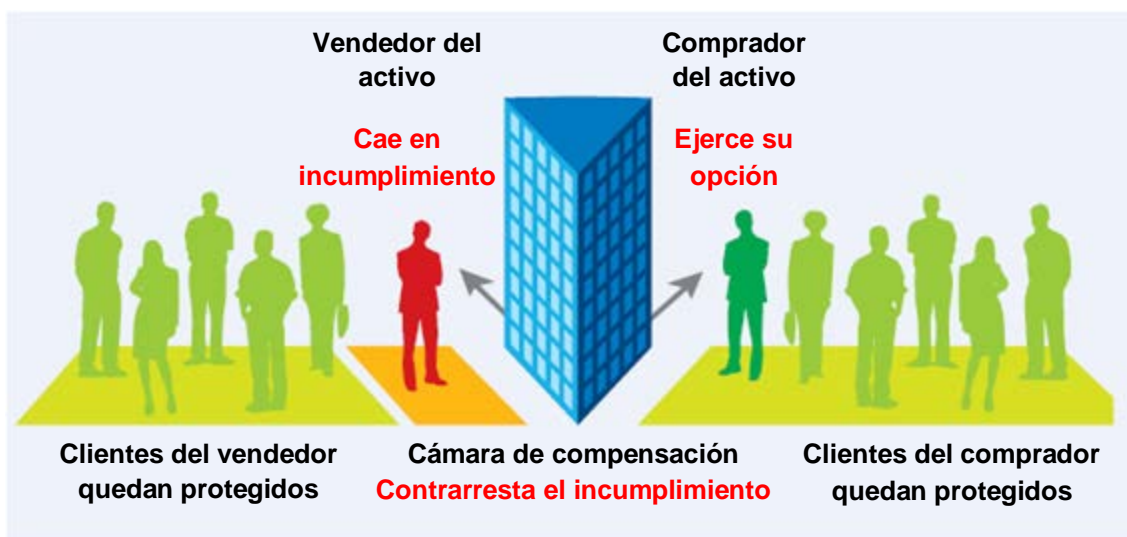 Vendedor del
activo
Cae en
incumplimiento
Comprador
del activo
Ejerce su
opción
Clientes del vendedor
quedan protegidos
Cámara de compensación
Contrarresta el incumplimiento
Clientes del comprador
quedan protegidos